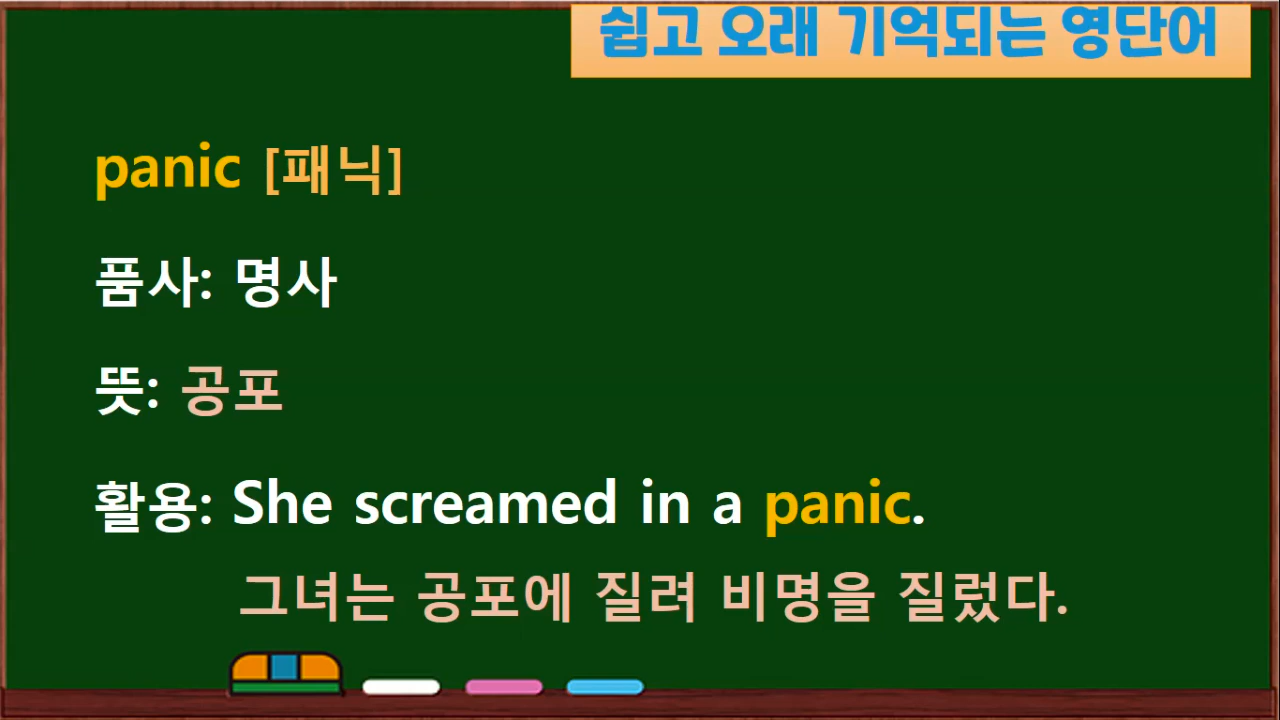 쉽고 오래 기억되는 영단어
panic [패닉]
품사: 명사
뜻: 공포
활용: She screamed in a panic.
그녀는 공포에 질려 비명을 질렀다.